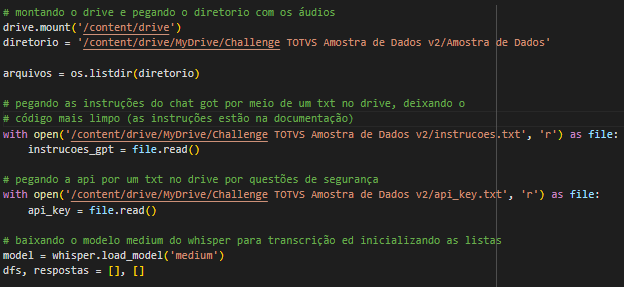 # montando o drive e pegando o diretorio com os áudios
drive.mount('/content/drive')
diretorio = '/content/drive/MyDrive/Challenge TOTVS Amostra de Dados v2/Amostra de Dados'
arquivos = os.listdir(diretorio)
# pegando as instruções do chat got por meio de um txt no drive, deixando o
# código mais limpo (as instruções estão na documentação)
with open('/content/drive/MyDrive/Challenge TOTVS Amostra de Dados v2/instrucoes.txt', 'r') as file:
    instrucoes_gpt = file.read()
# pegando a api por um txt no drive por questões de segurança
with open('/content/drive/MyDrive/Challenge TOTVS Amostra de Dados v2/api_key.txt', 'r') as file:
    api_key = file.read()
# baixando o modelo medium do whisper para transcrição ed inicializando as listas
model = whisper.load_model('medium')
dfs, respostas = [], []